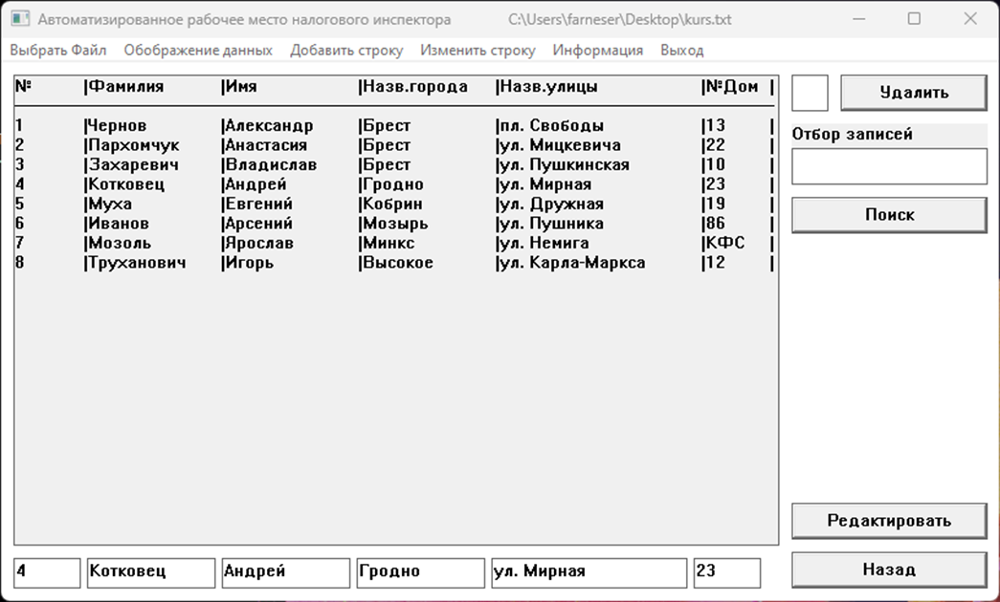 Автоматизированное рабочее место налогового инспектора C:\Users\farneser\Desktop\kurs.txt
Выбрать Файл Обображение данных Добавить строку Изменить строку Информация Выход
№ |Фамилия |Имя |Назв.города |Назв.улицы |№Дом |
Удалить
1 |Чернов |Александр |Брест |пл. Свободы |13 |
2 |Пархомчук |Анастасия |Брест |ул. Мицкевича |22 |
3 |Захаревич |Владислав |Брест |ул. Пушкинская |10 |
4 |Котковец |Андрей |Гродно |ул. Мирная |23 |
5 |Муха |Евгений |Кобрин |ул. Дружная |19 |
6 |Иванов |Арсений |Мозырь |ул. Пушника |86 |
7 |Мозоль |Ярослав |Минкс |ул. Немига |КФС |
8 |Труханович |Игорь |Высокое |ул. Карла-Маркса |12 |
Отбор записей
Поиск
Редактировать
4 Котковец Андрей Гродно ул. Мирная 23
Назад